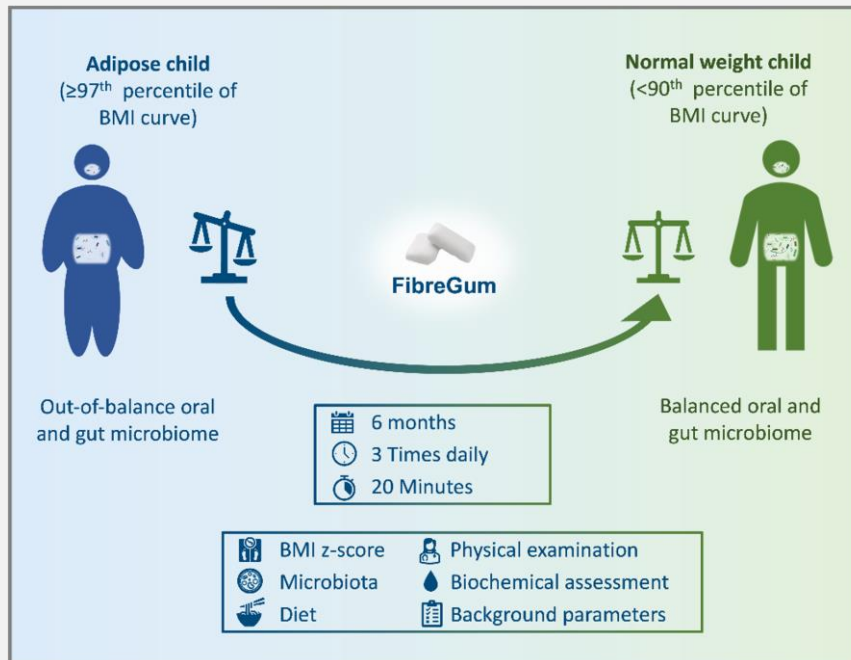 Adipose child
(≥97th percentile of
BMI curve)
Normal weight child
(<90th percentile of
BMI curve)
FibreGum
Out-of-balance oral
and gut microbiome
Balanced oral and
gut microbiome
6 months
3 Times daily
20 Minutes
BMI z-score
Physical examination
Microbiota
Biochemical assessment
Diet
Background parameters